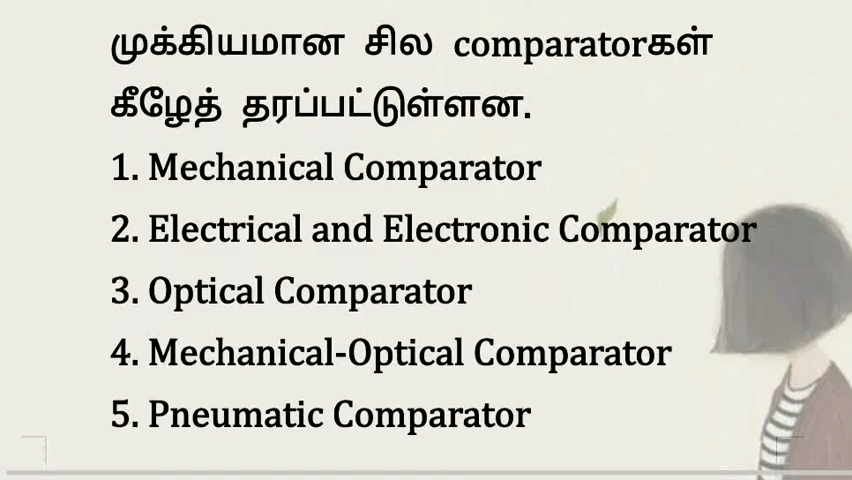 முக்கியமான சில comparatorகள்
கீழேத் தரப்பட்டுள்ளன.
1. Mechanical Comparator
2. Electrical and Electronic Comparator
3. Optical Comparator
4. Mechanical-Optical Comparator
5. Pneumatic Comparator